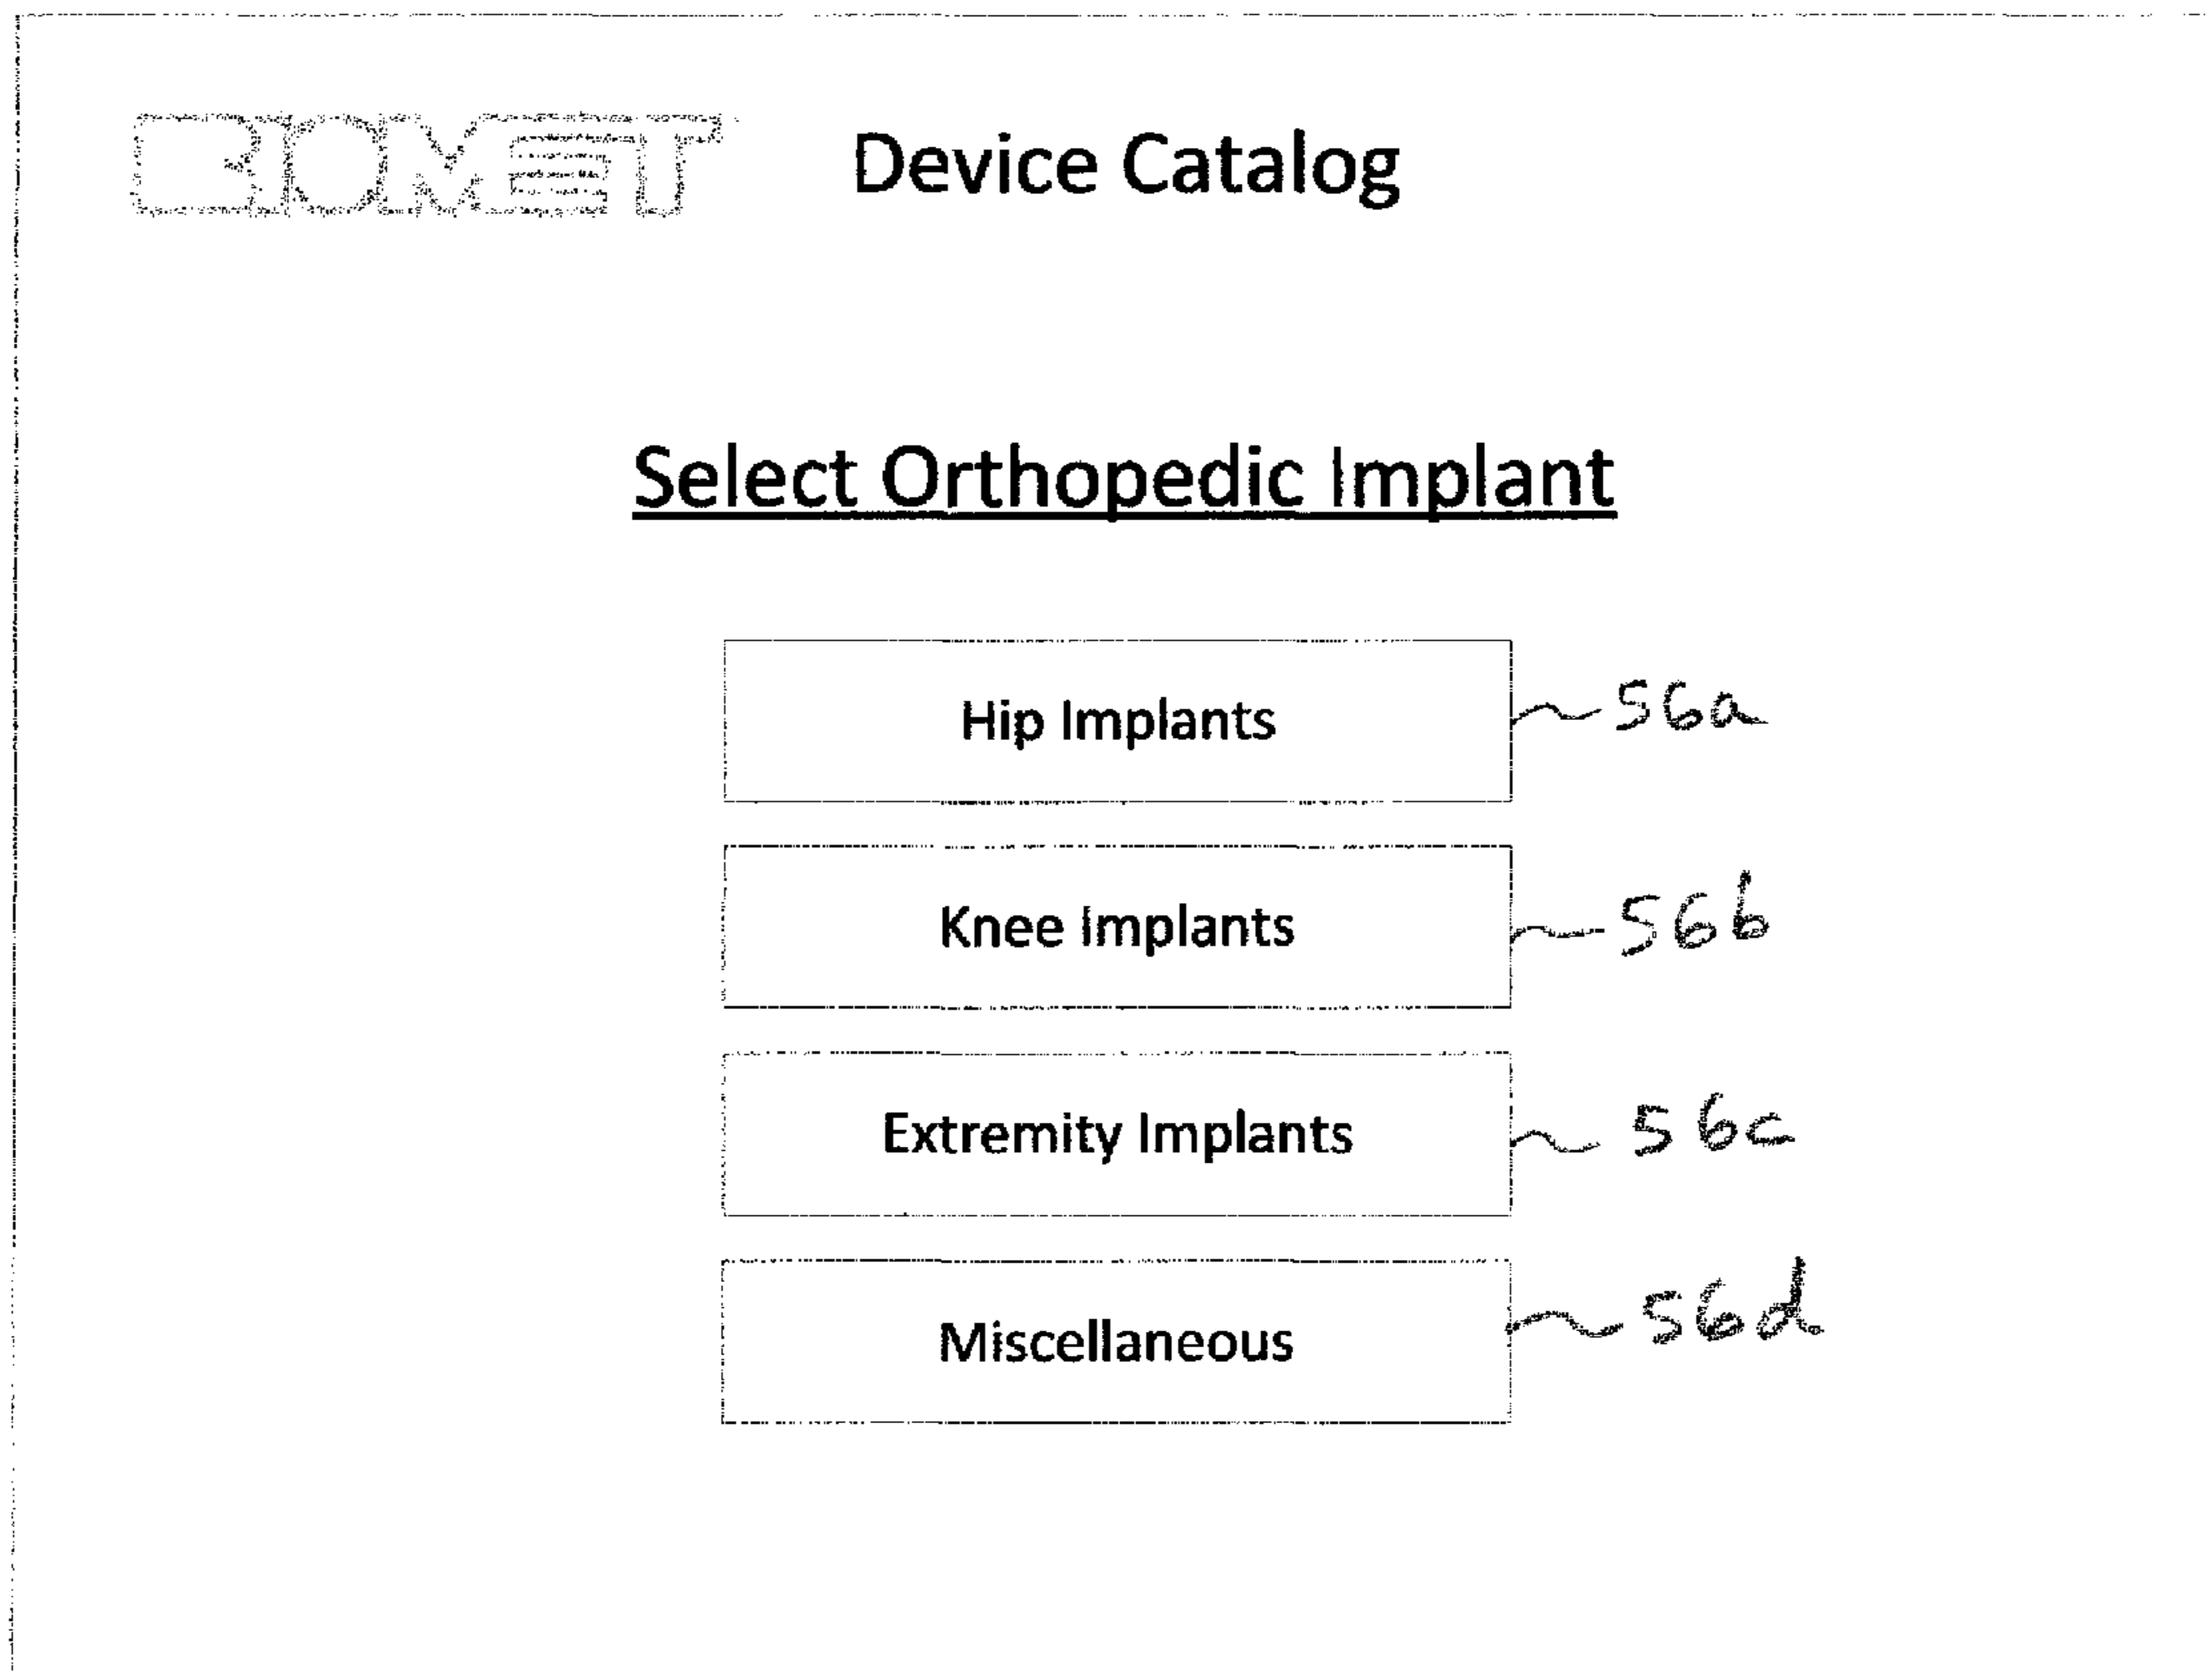 BIOMET
Device Catalog
Select Orthopedic Implant
Hip Implants
56a
Knee Implants
56b
Extremity Implants
56c
Miscellaneous
56d